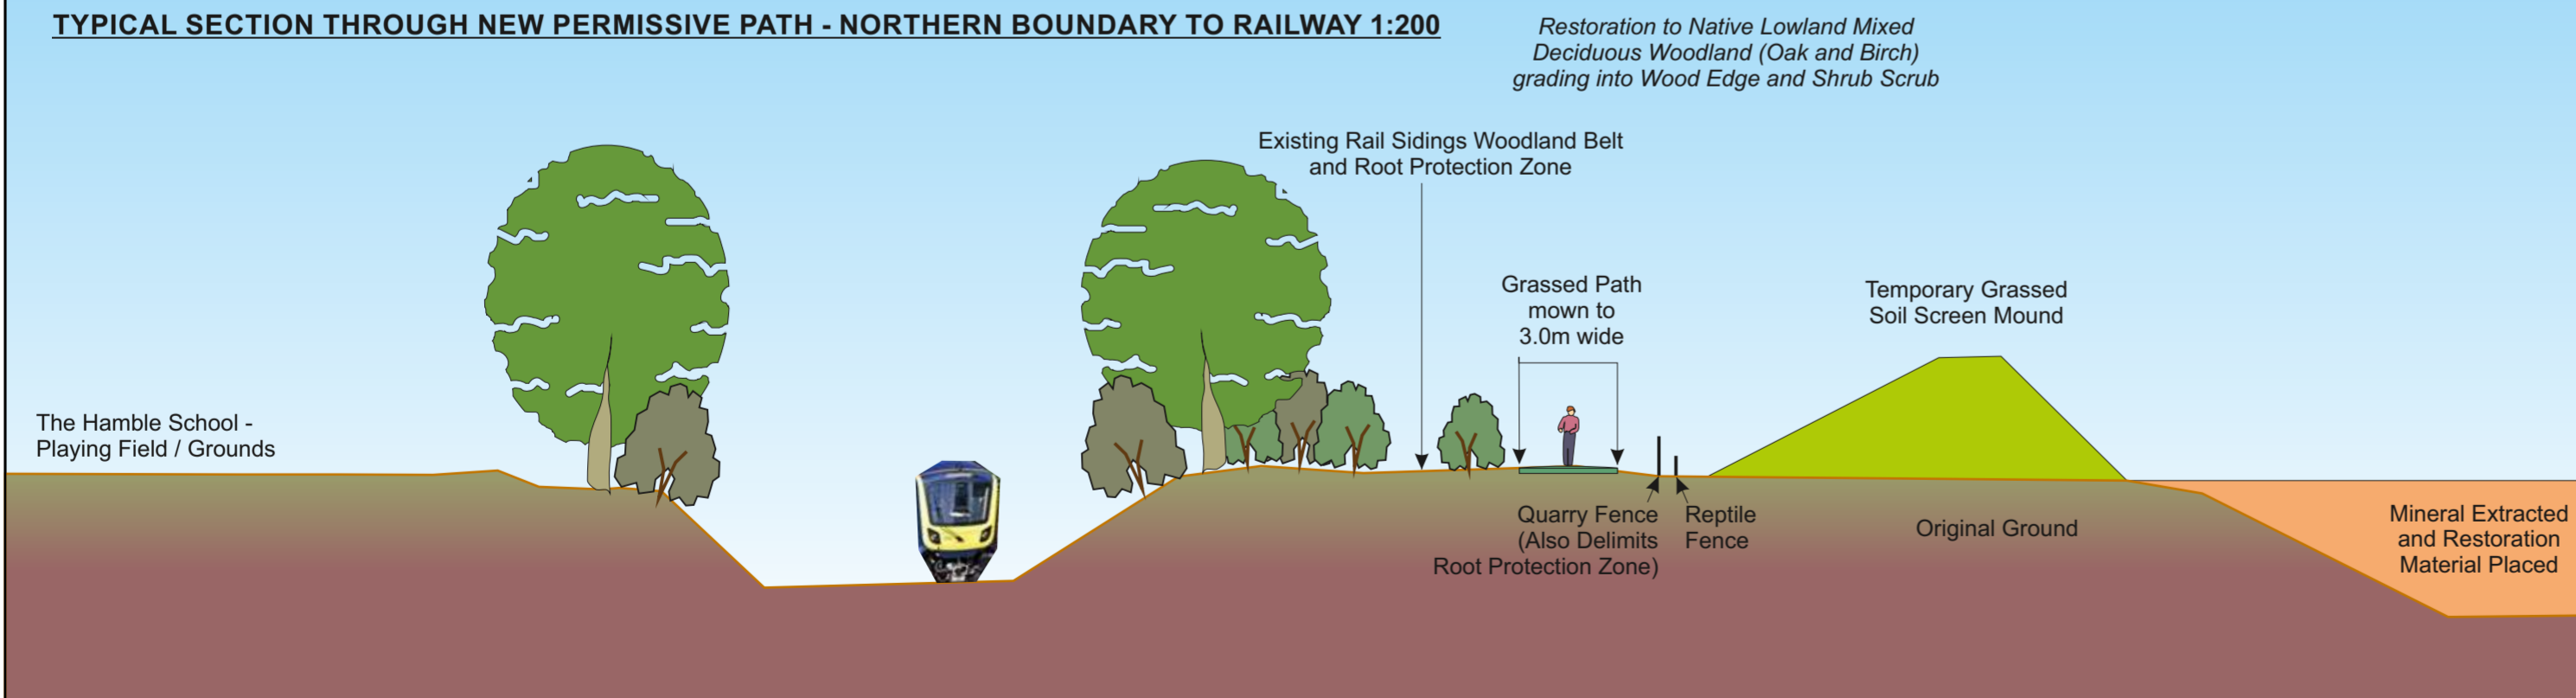 TYPICAL SECTION THROUGH NEW PERMISSIVE PATH - NORTHERN BOUNDARY TO RAILWAY 1:200
Restoration to Native Lowland Mixed
Deciduous Woodland (Oak and Birch)
grading into Wood Edge and Shrub Scrub
Existing Rail Sidings Woodland Belt
and Root Protection Zone
Grassed Path
mown to
3.0m wide
Temporary Grassed
Soil Screen Mound
The Hamble School -
Playing Field / Grounds
Quarry Fence
(Also Delimits
Root Protection Zone)
Reptile
Fence
Original Ground
Mineral Extracted
and Restoration
Material Placed